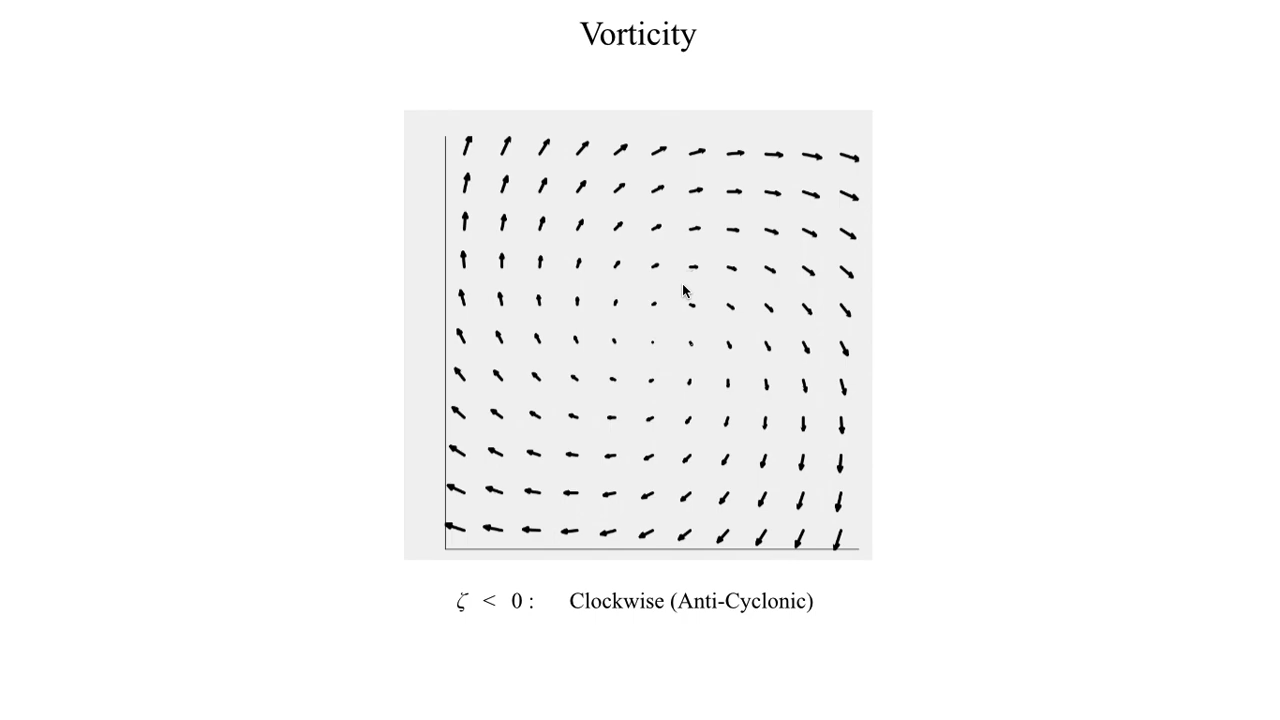 Vorticity
ζ < 0 : Clockwise (Anti-Cyclonic)